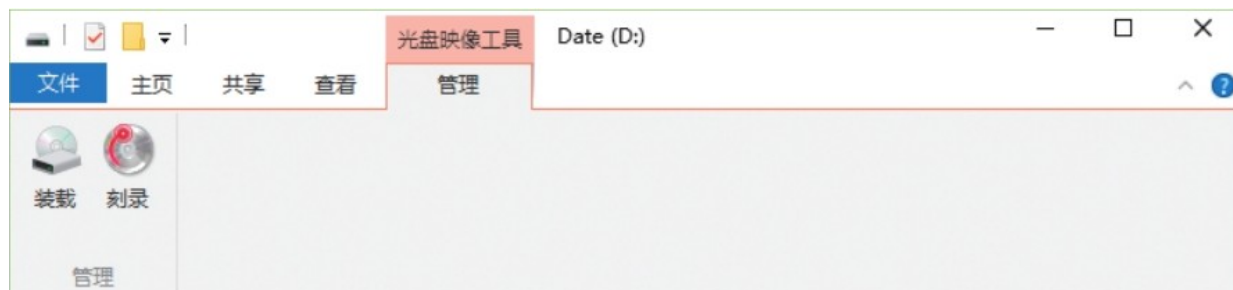 光盘映像工具 Date (D:)
文件 主页 共享 查看 管理
装载 刻录
管理